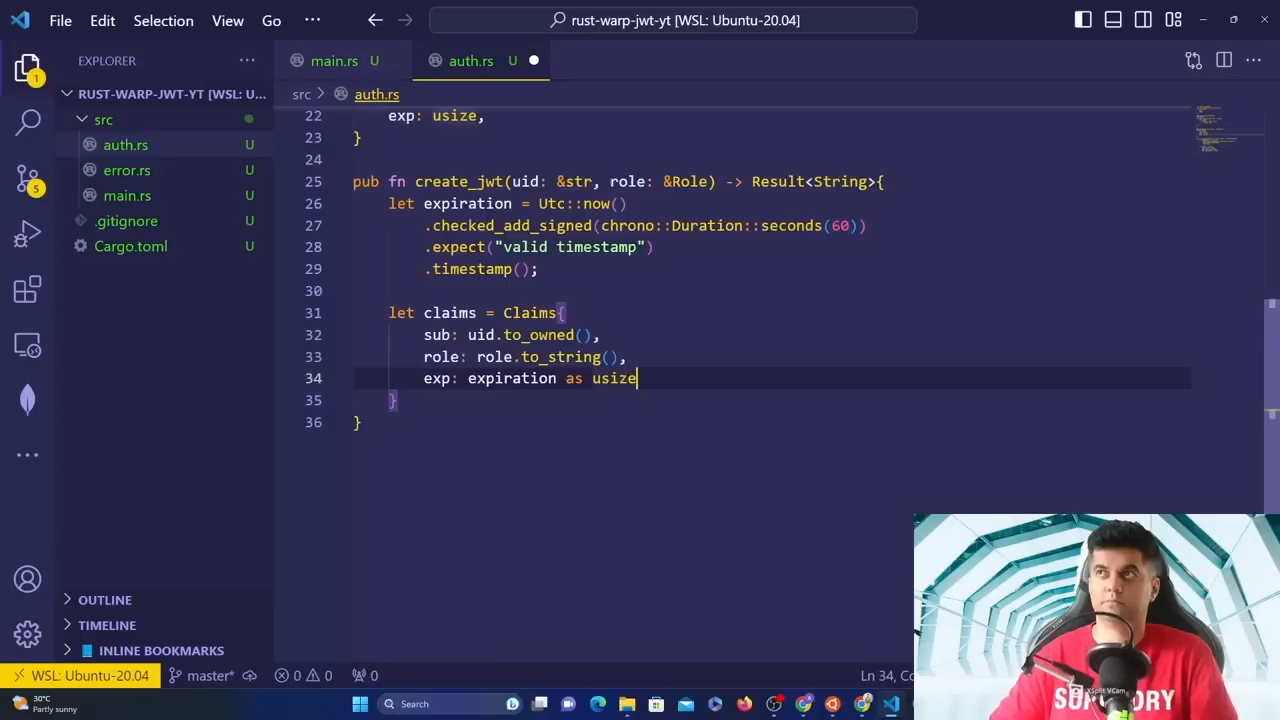 File Edit Selection View Go ··· rust-warp-jwt-yt [WSL: Ubuntu-20.04]
EXPLORER ···
main.rs U auth.rs U
RUST-WARP-JWT-YT [WSL: U...
src > auth.rs
src
auth.rs U
error.rs U
main.rs U
.gitignore U
Cargo.toml U
22 exp: usize,
23 }
24
25 pub fn create_jwt(uid: &str, role: &Role) -> Result<String>{
26 let expiration = Utc::now()
27 .checked_add_signed(chrono::Duration::seconds(60))
28 .expect("valid timestamp")
29 .timestamp();
30
31 let claims = Claims{
32 sub: uid.to_owned(),
33 role: role.to_string(),
34 exp: expiration as usize
35 }
36 }
1
5
OUTLINE
TIMELINE
INLINE BOOKMARKS
WSL: Ubuntu-20.04 master* 0 0 0 Ln 34, Co
XSplit VCam
30°C
Partly sunny
Search